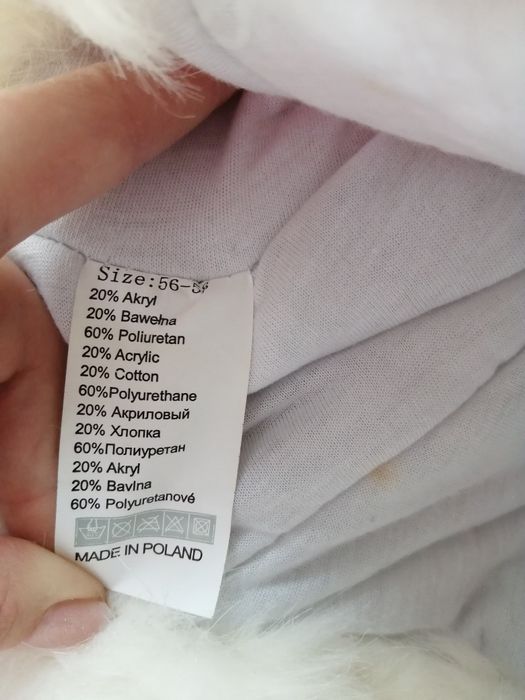 Size:56-5
20% Akryl
20% Bawełna
60% Poliuretan
20% Acrylic
20% Cotton
60%Polyurethane
20% Акриловый
20% Хлопка
60%Полиуретан
20% Akryl
20% Bavlna
60% Polyuretanové
MADE IN POLAND